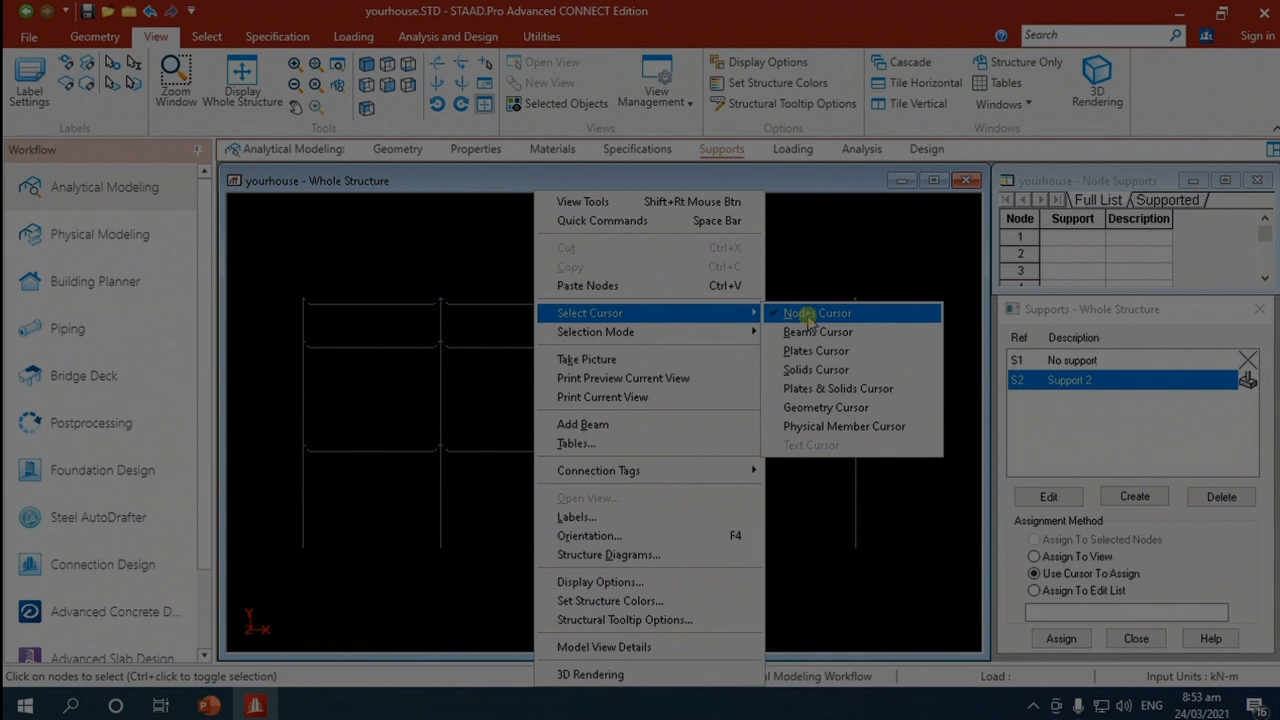 yourhouse.STD - STAAD.Pro Advanced CONNECT Edition
File Geometry View Select Specification Loading Analysis and Design Utilities Search Sign in
Label Settings
Labels
Zoom Window
Display Whole Structure
Tools
Open View
New View
Selected Objects
View Management
Views
Display Options
Set Structure Colors
Structural Tooltip Options
Options
Cascade
Tile Horizontal
Tile Vertical
Structure Only
Tables
Windows
3D Rendering
Windows
Workflow
Analytical Modeling: Geometry Properties Materials Specifications Supports Loading Analysis Design
Analytical Modeling
Physical Modeling
Building Planner
Piping
Bridge Deck
Postprocessing
Foundation Design
Steel AutoDrafter
Connection Design
Advanced Concrete D...
Advanced Slab Design
yourhouse - Whole Structure
View Tools Shift+Rt Mouse Btn
Quick Commands Space Bar
Cut Ctrl+X
Copy Ctrl+C
Paste Nodes Ctrl+V
Select Cursor
Selection Mode
Take Picture
Print Preview Current View
Print Current View
Add Beam
Tables...
Connection Tags
Open View...
Labels...
Orientation... F4
Structure Diagrams...
Display Options...
Set Structure Colors...
Structural Tooltip Options...
Model View Details
3D Rendering
Nodes Cursor
Beams Cursor
Plates Cursor
Solids Cursor
Plates & Solids Cursor
Geometry Cursor
Physical Member Cursor
Text Cursor
Y
X
Z
yourhouse - Node Supports
Full List Supported
Node Support Description
1
2
3
Supports - Whole Structure
Ref Description
S1 No support
S2 Support 2
Edit Create Delete
Assignment Method
Assign To Selected Nodes
Assign To View
Use Cursor To Assign
Assign To Edit List
Assign Close Help
Click on nodes to select (Ctrl+click to toggle selection)
al Modeling Workflow Load : Input Units : kN-m
ENG
8:53 am
24/03/2021
16